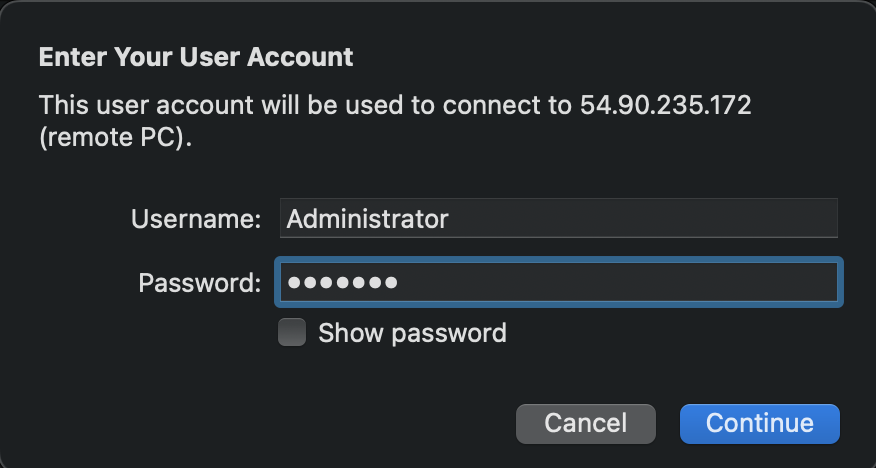 Enter Your User Account
This user account will be used to connect to 54.90.235.172
(remote PC).
Username: Administrator
Password: •••••••
Show password
Cancel Continue